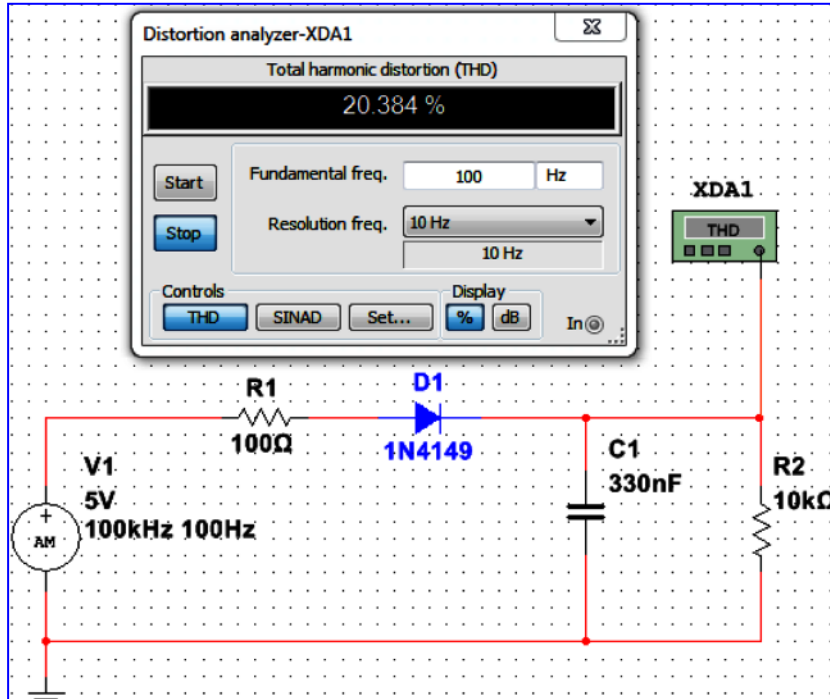 Distortion analyzer-XDA1
Total harmonic distortion (THD)
20.384 %
Start
Stop
Fundamental freq.
100
Hz
Resolution freq.
10 Hz
10 Hz
Controls
THD
SINAD
Set...
Display
%
dB
In
XDA1
THD
R1
100Ω
D1
1N4149
C1
330nF
R2
10kΩ
V1
5V
100kHz 100Hz
+
AM